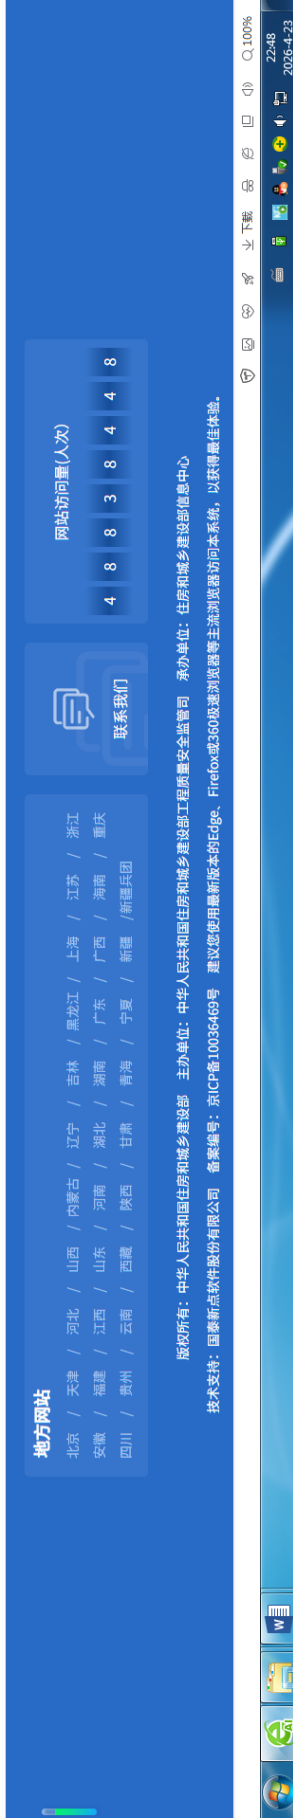 地方网站
北京 / 天津 / 河北 / 山西 / 内蒙古 / 辽宁 / 吉林 / 黑龙江 / 上海 / 江苏 / 浙江
安徽 / 福建 / 江西 / 山东 / 河南 / 湖北 / 湖南 / 广东 / 广西 / 海南 / 重庆
四川 / 贵州 / 云南 / 西藏 / 陕西 / 甘肃 / 青海 / 宁夏 / 新疆 /新疆兵团
联系我们
网站访问量(人次)
4 8 8 3 8 4 4 8
版权所有：中华人民共和国住房和城乡建设部 主办单位：中华人民共和国住房和城乡建设部工程质量安全监管司 承办单位：住房和城乡建设部信息中心
技术支持：国泰新点软件股份有限公司 备案编号：京ICP备10036469号 建议您使用最新版本的Edge、Firefox或360极速浏览器等主流浏览器访问本系统，以获得最佳体验。
下载
100%
22:48
2026-4-23